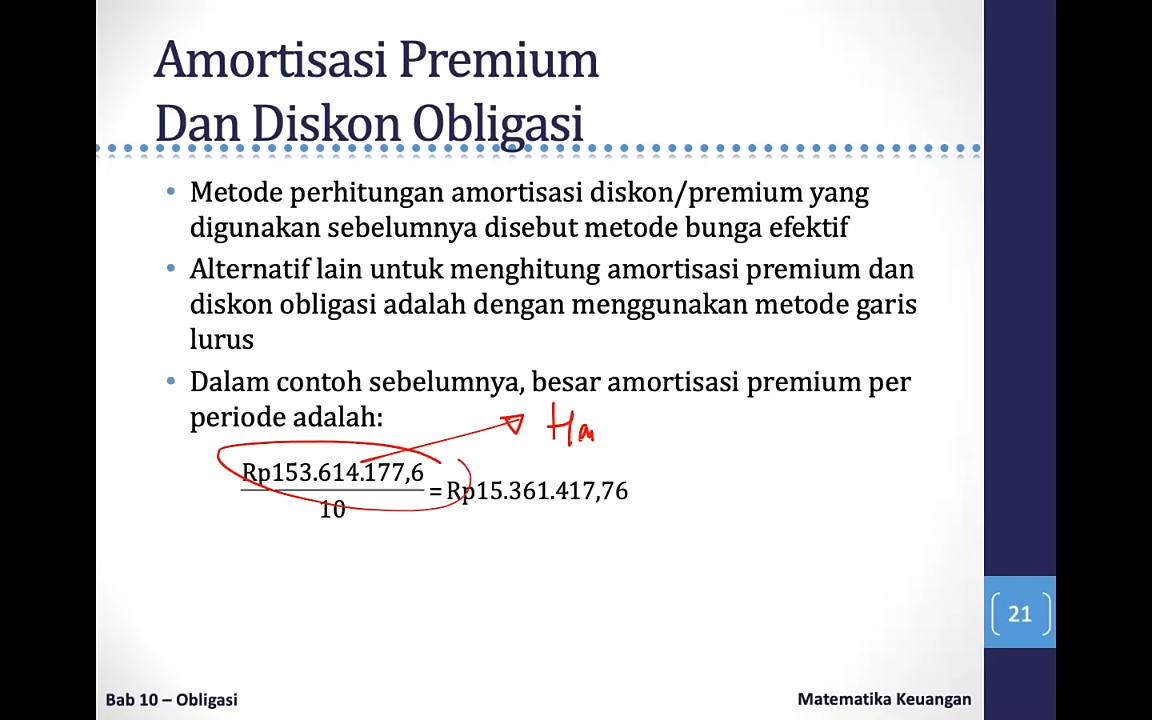 Amortisasi Premium
Dan Diskon Obligasi
• Metode perhitungan amortisasi diskon/premium yang
digunakan sebelumnya disebut metode bunga efektif
• Alternatif lain untuk menghitung amortisasi premium dan
diskon obligasi adalah dengan menggunakan metode garis
lurus
• Dalam contoh sebelumnya, besar amortisasi premium per
periode adalah:
Ha
Rp153.614.177,6
10
= Rp15.361.417,76
21
Bab 10 – Obligasi
Matematika Keuangan